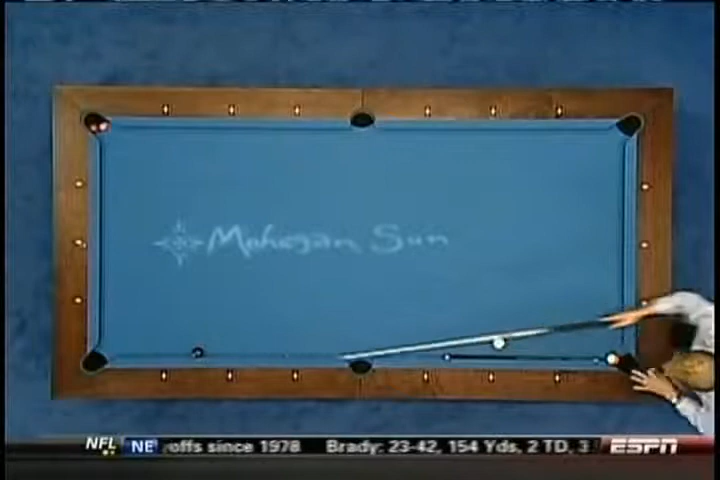 Mohegan Sun
NFL NE offs since 1978 Brady: 23-42, 154 Yds, 2 TD, 3 ESPN